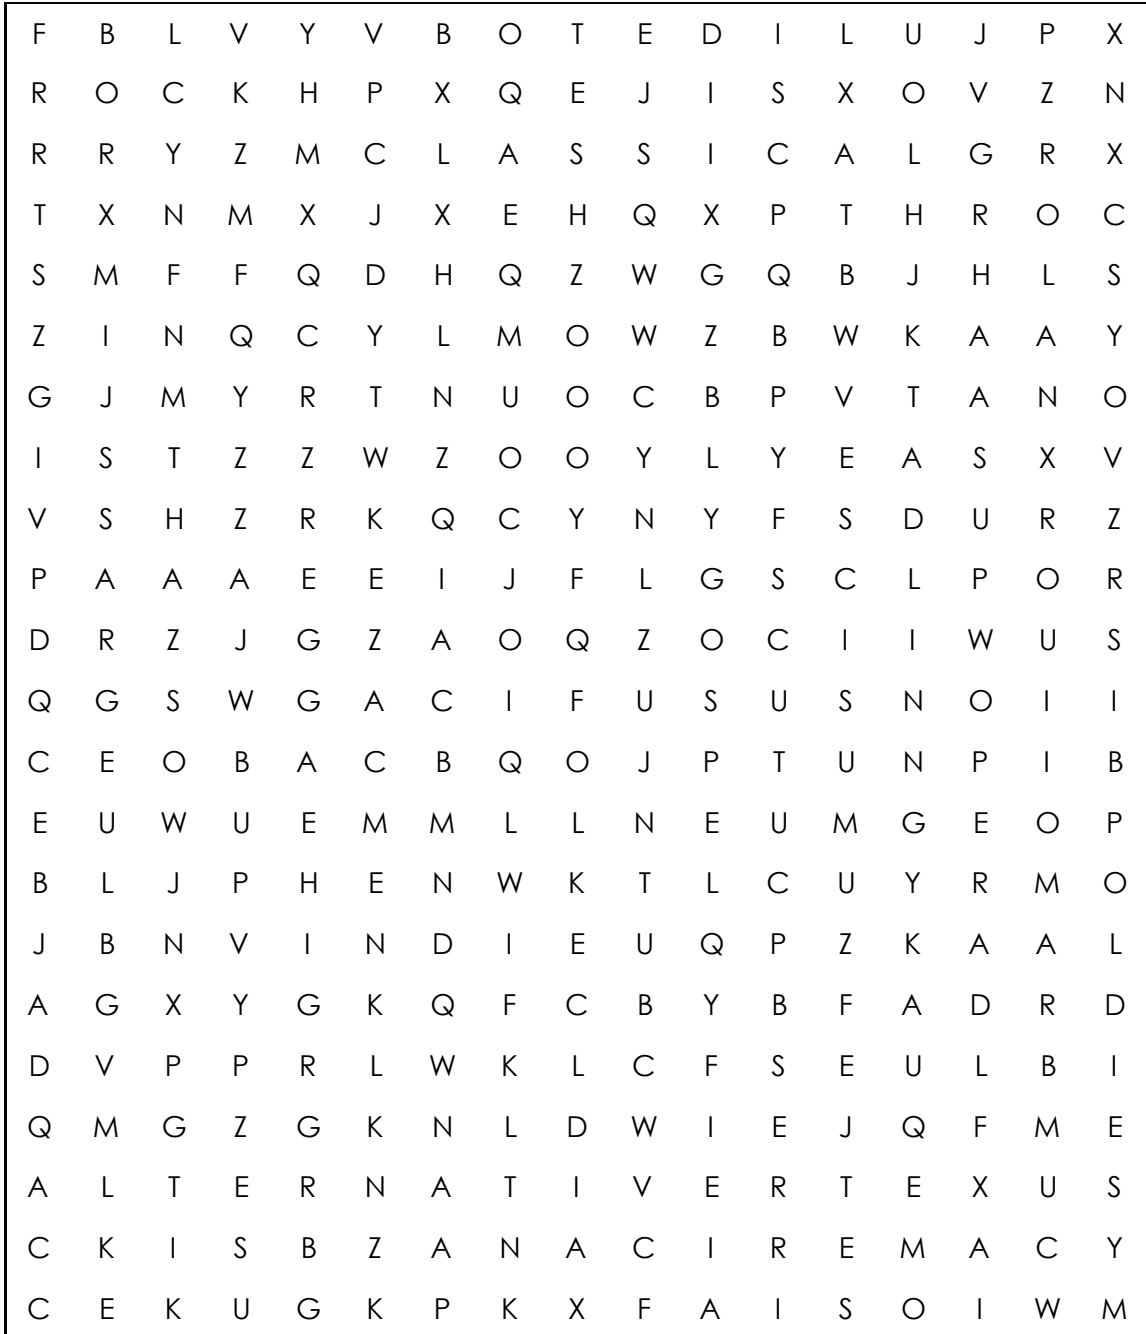 F B L V Y V B O T E D I L U J P X
R O C K H P X Q E J I S X O V Z N
R R Y Z M C L A S S I C A L G R X
T X N M X J X E H Q X P T H R O C
S M F F Q D H Q Z W G Q B J H L S
Z I N Q C Y L M O W Z B W K A A Y
G J M Y R T N U O C B P V T A N O
I S T Z Z W Z O O Y L Y E A S X V
V S H Z R K Q C Y N Y F S D U R Z
P A A A E E I J F L G S C L P O R
D R Z J G Z A O Q Z O C I I W U S
Q G S W G A C I F U S U S N O I I
C E O B A C B Q O J P T U N P I B
E U W U E M M L L N E U M G E O P
B L J P H E N W K T L C U Y R M O
J B N V I N D I E U Q P Z K A A L
A G X Y G K Q F C B Y B F A D R D
D V P P R L W K L C F S E U L B I
Q M G Z G K N L D W I E J Q F M E
A L T E R N A T I V E R T E X U S
C K I S B Z A N A C I R E M A C Y
C E K U G K P K X F A I S O I W M